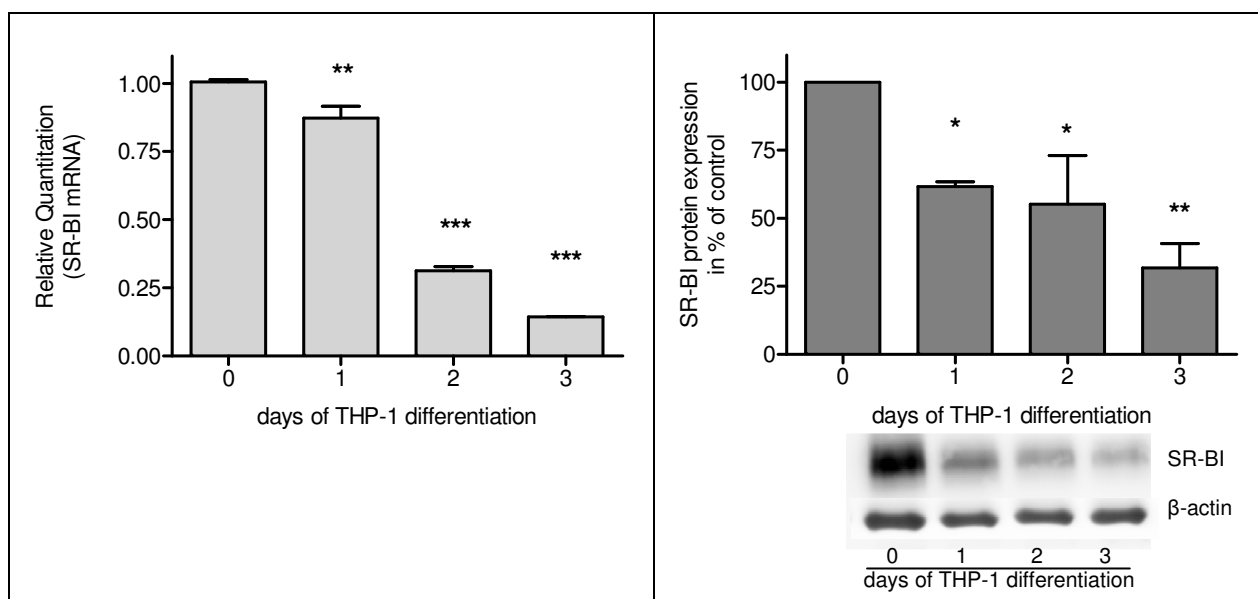 Relative Quantitation
(SR-BI mRNA)
1.00
0.75
0.50
0.25
0.00
**
***
***
0 1 2 3
days of THP-1 differentiation
SR-BI protein expression
in % of control
100
75
50
25
0
*
*
**
0 1 2 3
days of THP-1 differentiation
SR-BI
β-actin
0 1 2 3
days of THP-1 differentiation